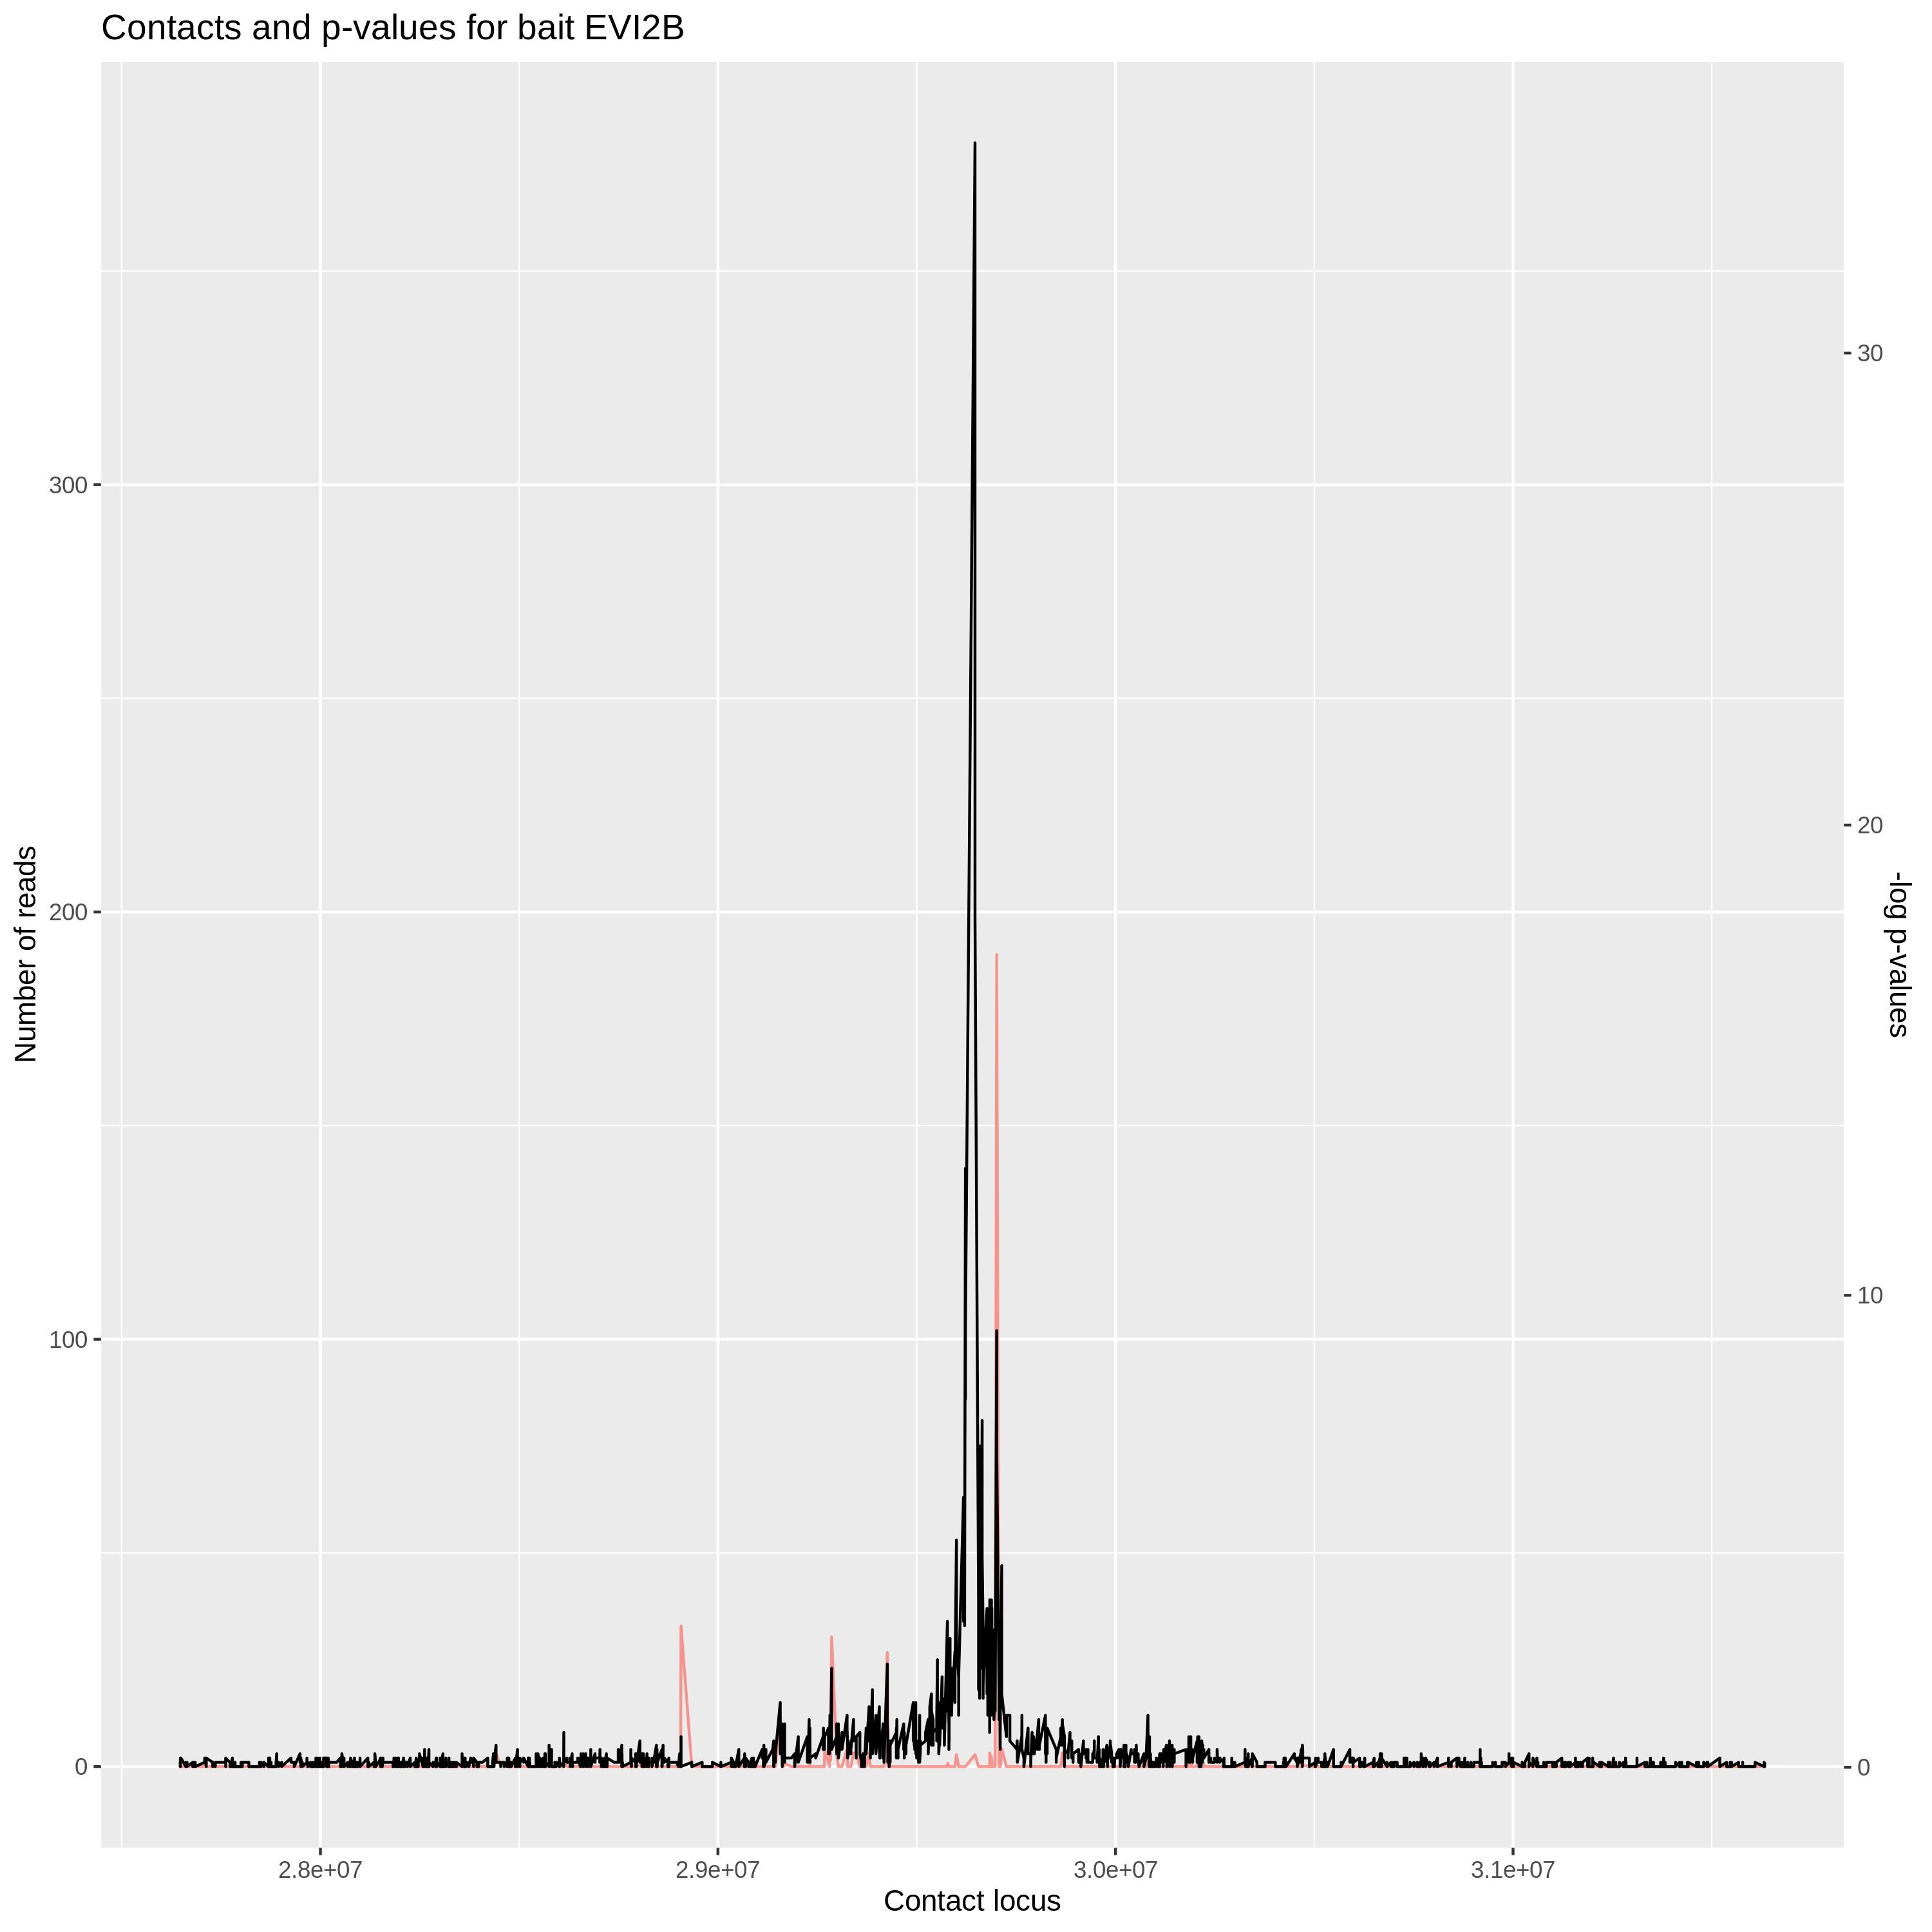 Contacts and p-values for bait EVI2B
Number of reads
300
200
100
0
30
20
10
0
-log p-values
2.8e+07
2.9e+07
3.0e+07
3.1e+07
Contact locus